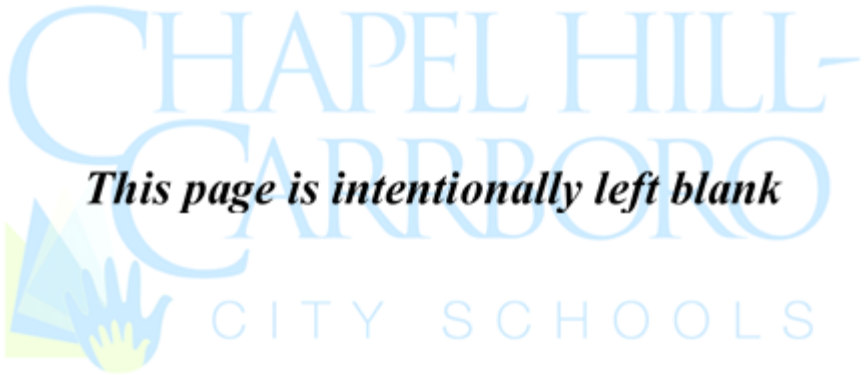 CHAPEL HILL-
CARRBORO
This page is intentionally left blank
CITY SCHOOLS